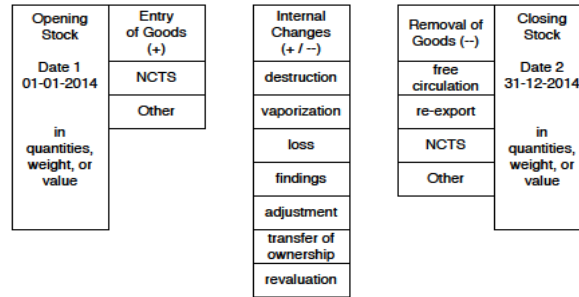 Opening
Stock
Date 1
01-01-2014
in
quantities,
weight, or
value
Entry
of Goods
(+)
NCTS
Other
Internal
Changes
(+ / --)
destruction
vaporization
loss
findings
adjustment
transfer of
ownership
revaluation
Removal of
Goods (--)
free
circulation
re-export
NCTS
Other
Closing
Stock
Date 2
31-12-2014
in
quantities,
weight, or
value